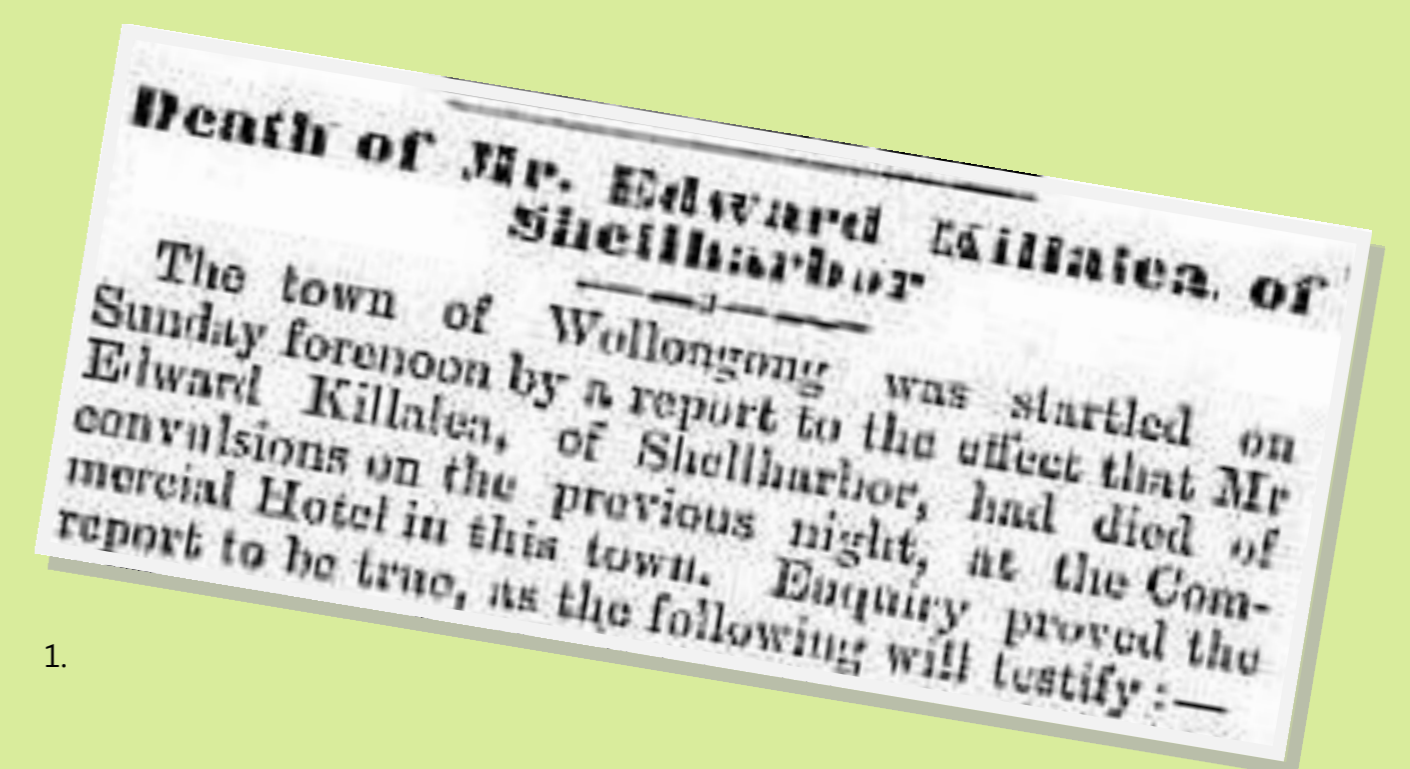 Death of Mr. Edward Killalea, of
Shellharbor
The town of Wollongong was startled on
Sunday forenoon by a report to the effect that Mr
Edward Killalea, of Shellharbor, had died of
convulsions on the previous night, at the Com-
mercial Hotel in this town. Enquiry proved the
report to be true, as the following will testify:—
1.